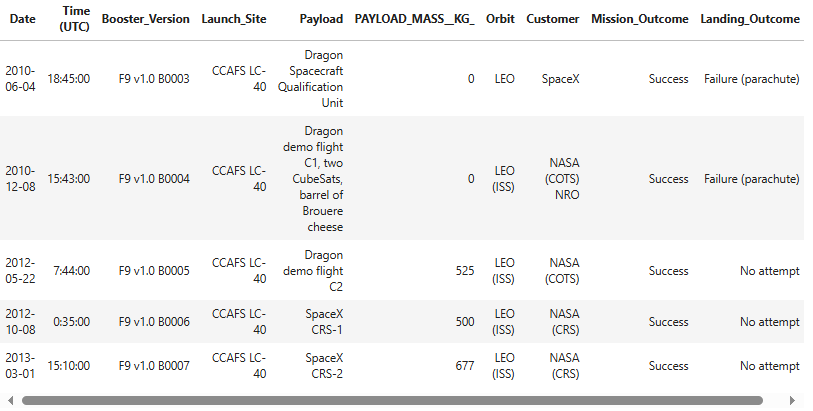 Date Time (UTC) Booster_Version Launch_Site Payload PAYLOAD_MASS__KG_ Orbit Customer Mission_Outcome Landing_Outcome
2010-06-04 18:45:00 F9 v1.0 B0003 CCAFS LC-40 Dragon Spacecraft Qualification Unit 0 LEO SpaceX Success Failure (parachute)
2010-12-08 15:43:00 F9 v1.0 B0004 CCAFS LC-40 Dragon demo flight C1, two CubeSats, barrel of Brouere cheese 0 LEO (ISS) NASA (COTS) NRO Success Failure (parachute)
2012-05-22 7:44:00 F9 v1.0 B0005 CCAFS LC-40 Dragon demo flight C2 525 LEO (ISS) NASA (COTS) Success No attempt
2012-10-08 0:35:00 F9 v1.0 B0006 CCAFS LC-40 SpaceX CRS-1 500 LEO (ISS) NASA (CRS) Success No attempt
2013-03-01 15:10:00 F9 v1.0 B0007 CCAFS LC-40 SpaceX CRS-2 677 LEO (ISS) NASA (CRS) Success No attempt